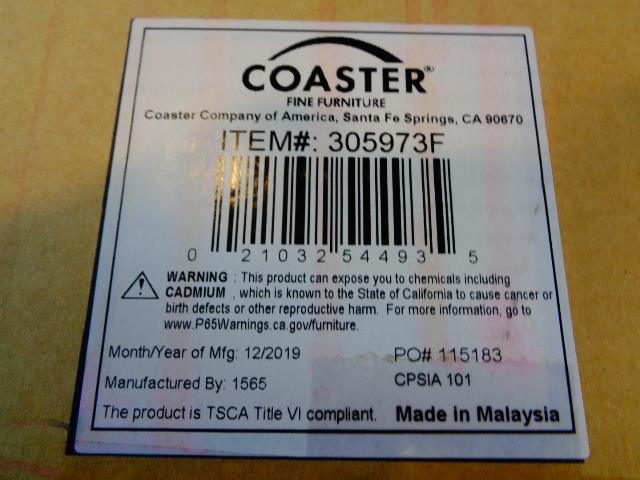 COASTER®
FINE FURNITURE
Coaster Company of America, Santa Fe Springs, CA 90670
ITEM#: 305973F
0 21032 54493 5
WARNING : This product can expose you to chemicals including
CADMIUM , which is known to the State of California to cause cancer or
birth defects or other reproductive harm. For more information, go to
www.P65Warnings.ca.gov/furniture.
Month/Year of Mfg: 12/2019 PO# 115183
Manufactured By: 1565 CPSIA 101
The product is TSCA Title VI compliant. Made in Malaysia